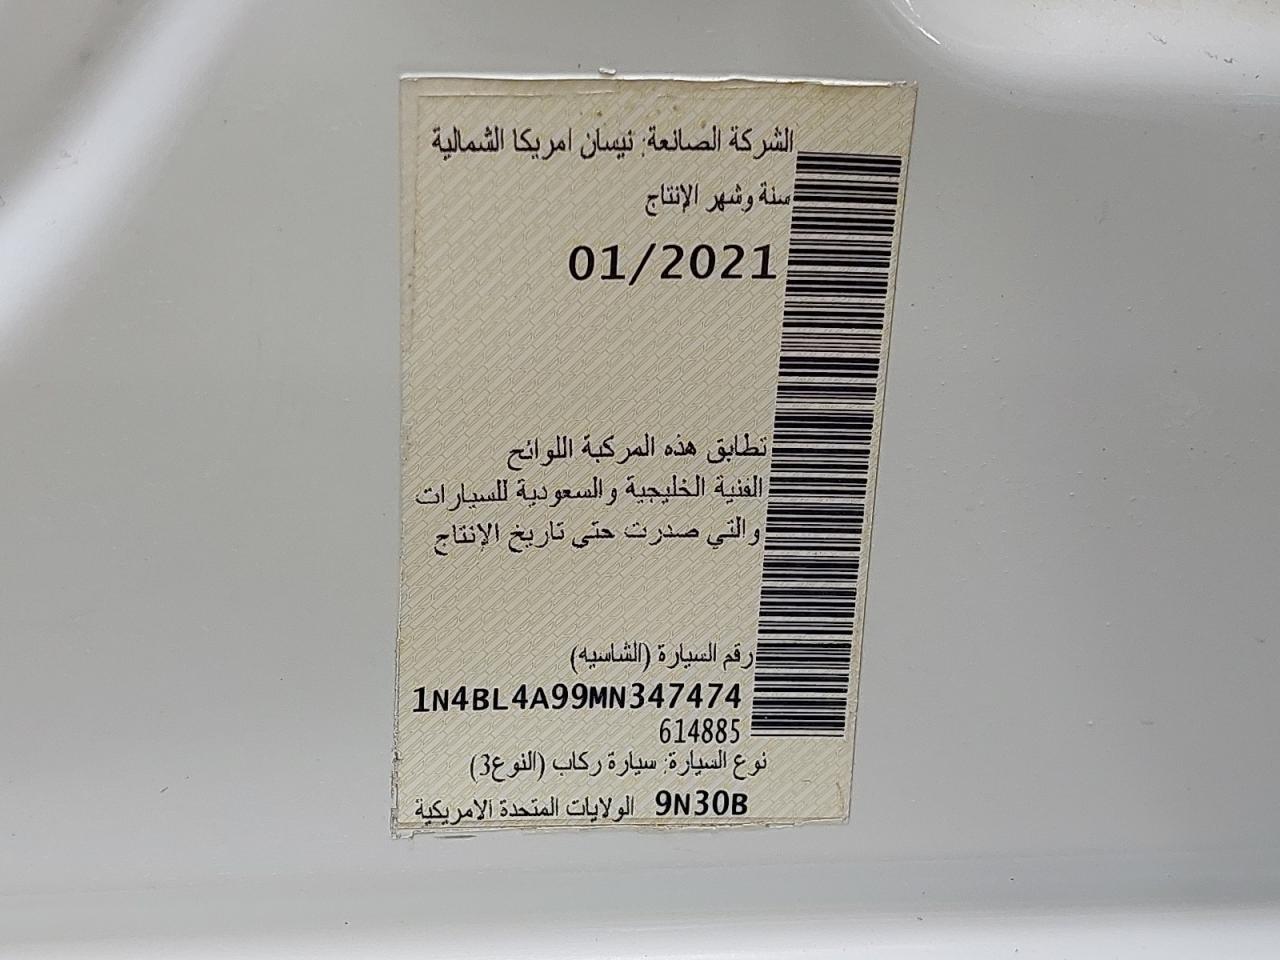 الشركة الصانعة: نيسان امريكا الشمالية
سنة وشهر الإنتاج
01/2021
تطابق هذه المركبة اللوائح
الفنية الخليجية والسعودية للسيارات
والتي صدرت حتى تاريخ الإنتاج
رقم السيارة (الشاسيه)
1N4BL4A99MN347474
614885
نوع السيارة: سيارة ركاب (النوع3)
9N30B الولايات المتحدة الامريكية